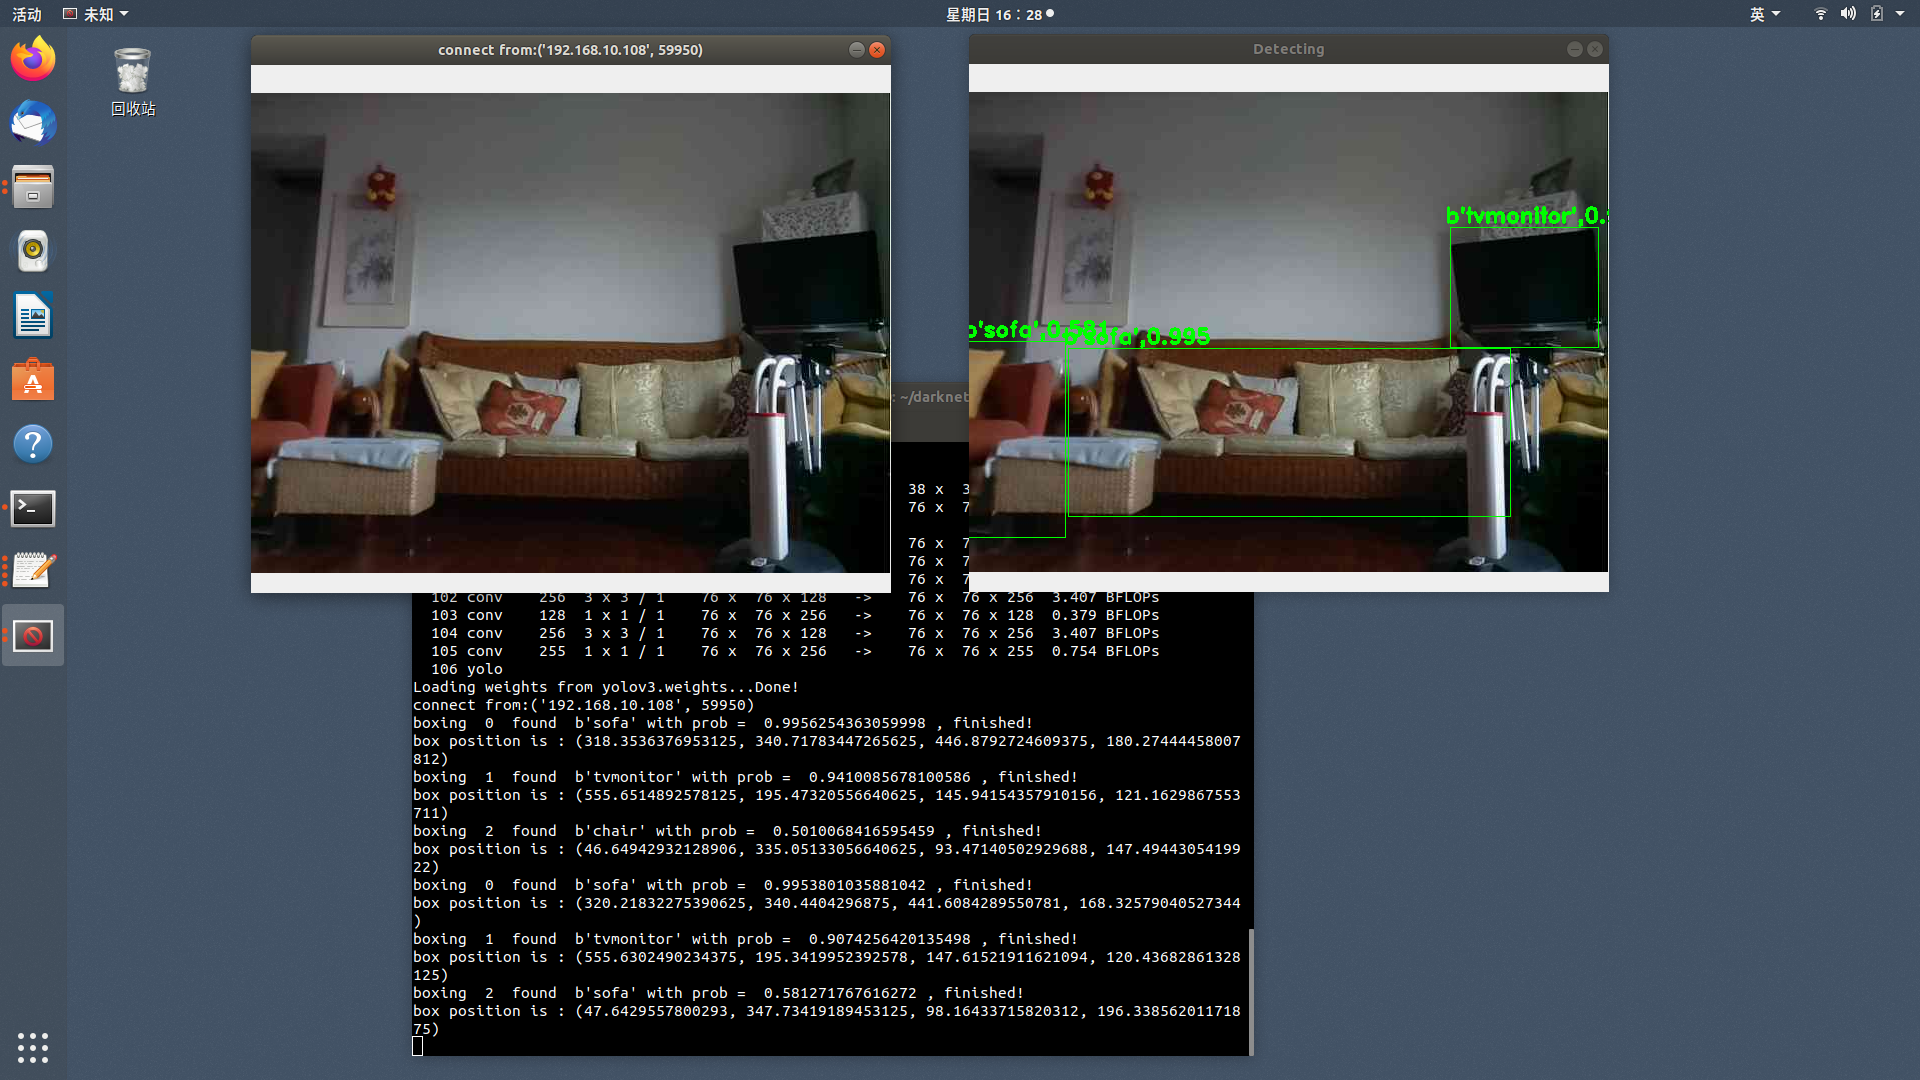 活动
未知
星期日 16：28
英
回收站
connect from:('192.168.10.108', 59950)
Detecting
b'tvmonitor',0.
b'sofa',0.581
b'sofa',0.995
: ~/darknet
38 x 3
76 x 7
76 x 7
76 x 7
76 x 7
102 conv 256 3 x 3 / 1 76 x 76 x 128 -> 76 x 76 x 256 3.407 BFLOPs
103 conv 128 1 x 1 / 1 76 x 76 x 256 -> 76 x 76 x 128 0.379 BFLOPs
104 conv 256 3 x 3 / 1 76 x 76 x 128 -> 76 x 76 x 256 3.407 BFLOPs
105 conv 255 1 x 1 / 1 76 x 76 x 256 -> 76 x 76 x 255 0.754 BFLOPs
106 yolo
Loading weights from yolov3.weights...Done!
connect from:('192.168.10.108', 59950)
boxing 0 found b'sofa' with prob = 0.9956254363059998 , finished!
box position is : (318.3536376953125, 340.71783447265625, 446.8792724609375, 180.27444458007
812)
boxing 1 found b'tvmonitor' with prob = 0.9410085678100586 , finished!
box position is : (555.6514892578125, 195.47320556640625, 145.94154357910156, 121.1629867553
711)
boxing 2 found b'chair' with prob = 0.5010068416595459 , finished!
box position is : (46.64942932128906, 335.05133056640625, 93.47140502929688, 147.49443054199
22)
boxing 0 found b'sofa' with prob = 0.9953801035881042 , finished!
box position is : (320.21832275390625, 340.4404296875, 441.6084289550781, 168.32579040527344
)
boxing 1 found b'tvmonitor' with prob = 0.9074256420135498 , finished!
box position is : (555.6302490234375, 195.3419952392578, 147.61521911621094, 120.43682861328
125)
boxing 2 found b'sofa' with prob = 0.581271767616272 , finished!
box position is : (47.6429557800293, 347.73419189453125, 98.16433715820312, 196.338562011718
75)